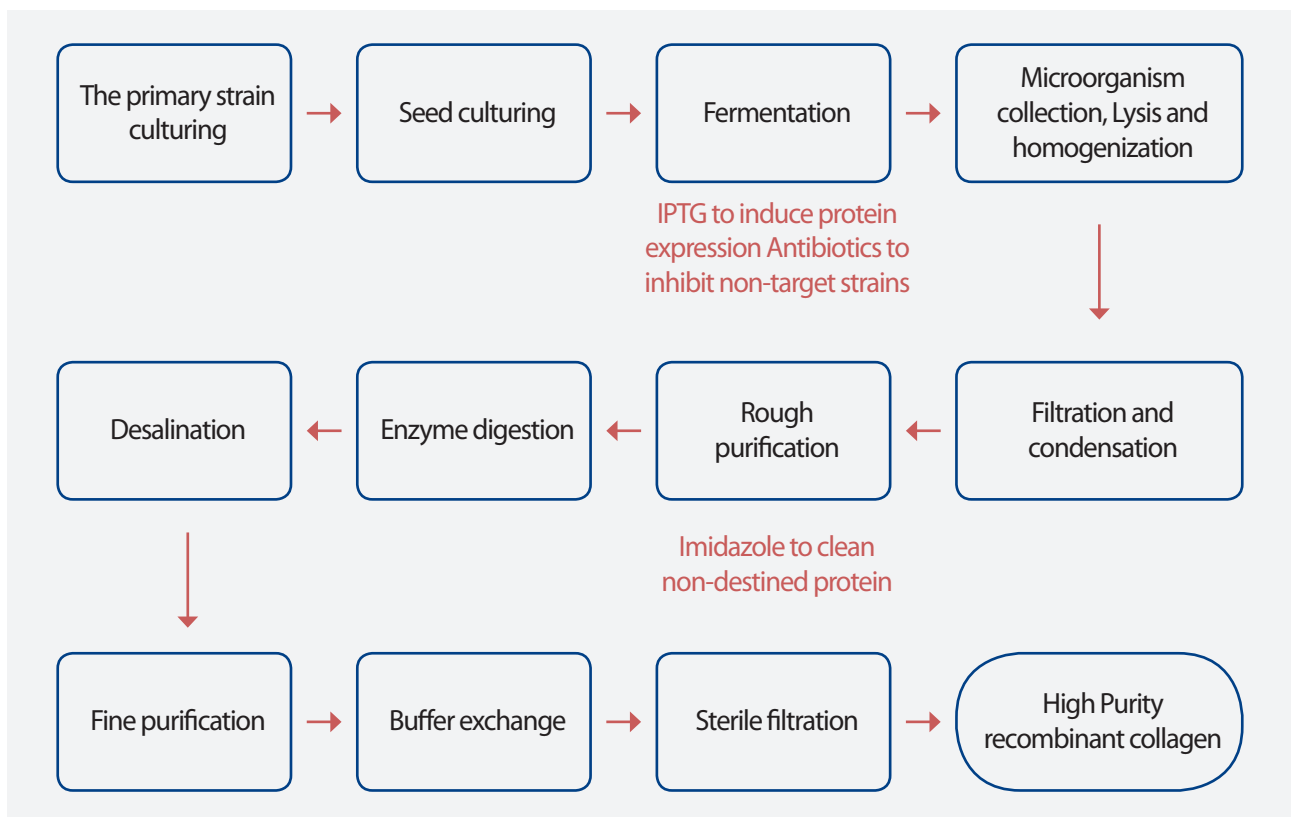 The primary strain
culturing
Seed culturing
Fermentation
Microorganism
collection, Lysis and
homogenization
IPTG to induce protein
expression Antibiotics to
inhibit non-target strains
Desalination
Enzyme digestion
Rough
purification
Filtration and
condensation
Imidazole to clean
non-destined protein
Fine purification
Buffer exchange
Sterile filtration
High Purity
recombinant collagen